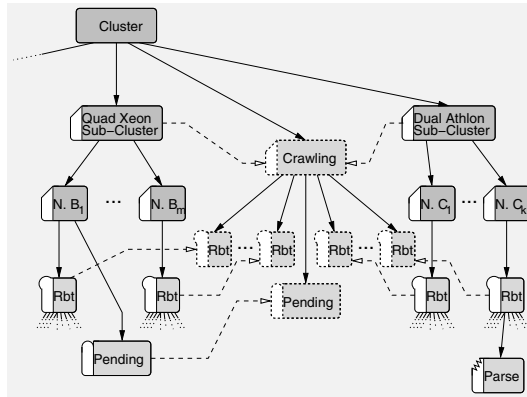 Cluster
Quad Xeon
Sub-Cluster
Dual Athlon
Sub-Cluster
Crawling
N. B1 ... N. Bm
N. C1 ... N. Ck
Rbt ... Rbt
Rbt ... Rbt
Rbt
Rbt
Pending
Rbt
Rbt
Pending
Parse